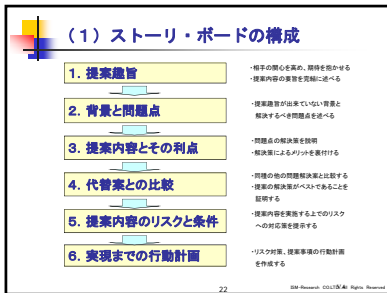 (1)ストーリ・ボードの構成
1. 提案趣旨
・相手の関心を高め、期待を抱かせる
・提案内容の要旨を完結に述べる
2. 背景と問題点
・提案趣旨が出来ていない背景と
解決するべき問題点を述べる
3. 提案内容とその利点
・問題点の解決策を説明
・解決策によるメリットを裏付ける
4. 代替案との比較
・同種の他の問題解決案と比較する
・提案の解決策がベストであることを
証明する
5. 提案内容のリスクと条件
・提案内容を実施する上でのリスク
への対応策を提示する
6. 実現までの行動計画
・リスク対策、提案事項の行動計画
を作成する
22
Rights Reserved